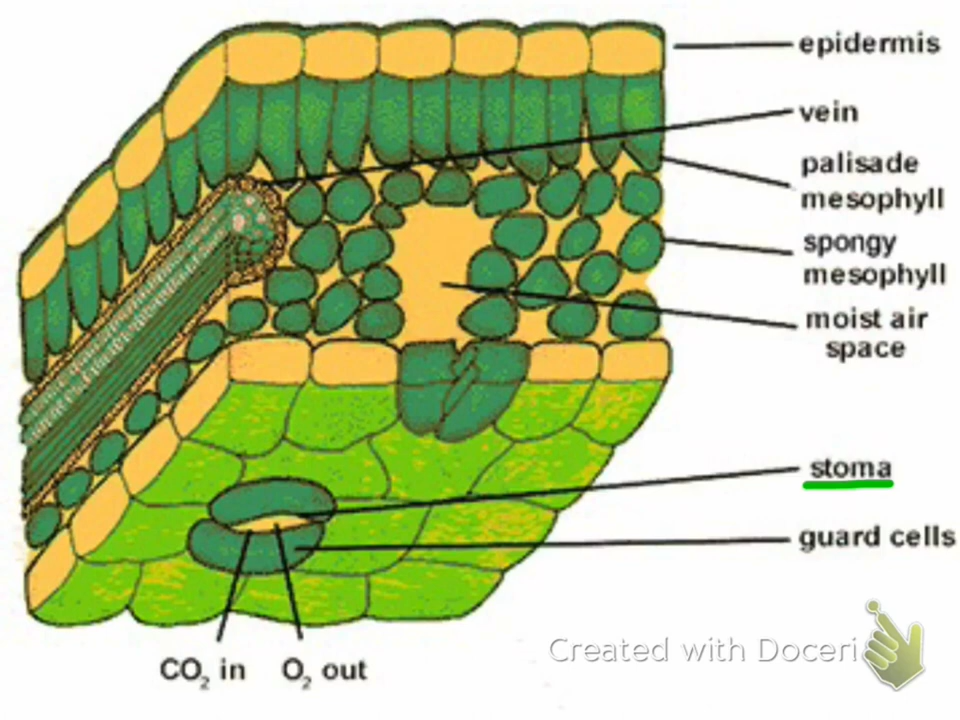 epidermis
vein
palisade
mesophyll
spongy
mesophyll
moist air
space
stoma
guard cells
CO₂ in O₂ out
Created with Doceri